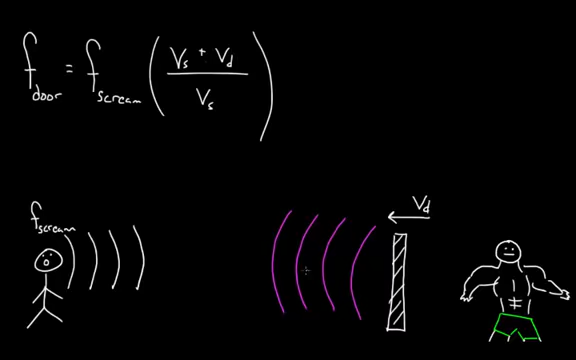 f_door = f_scream ( (V_s + V_d) / V_s )
V_d
f_scream